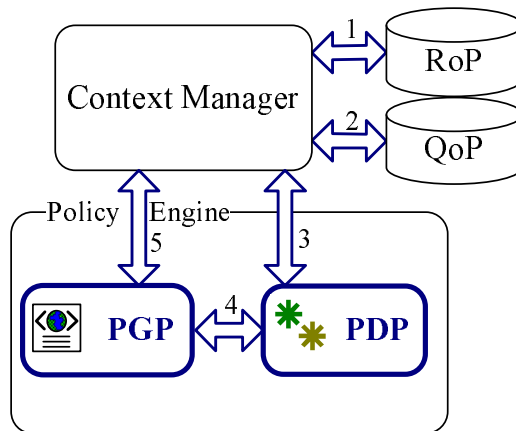 1
RoP
Context Manager
2
QoP
Policy Engine
5
3
PGP
4
PDP